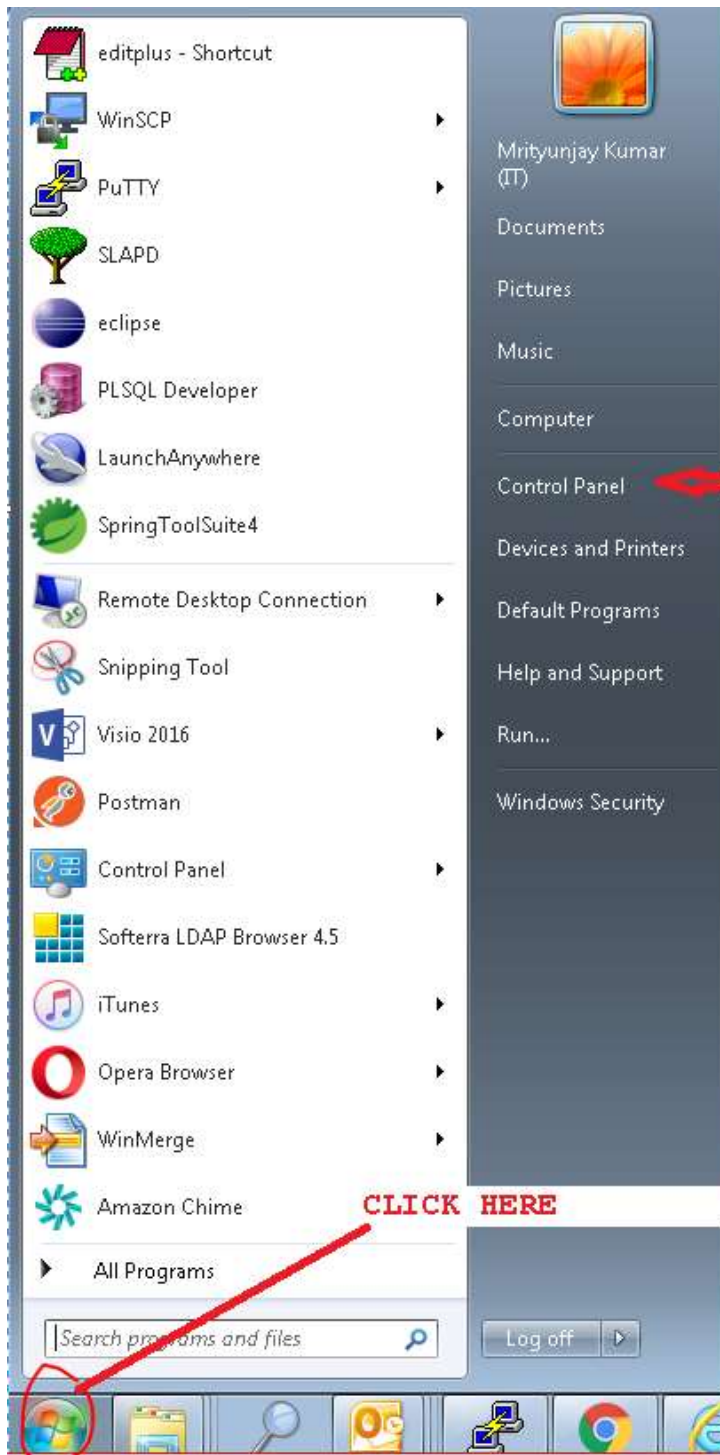 editplus - Shortcut
WinSCP
PuTTY
SLAPD
eclipse
PLSQL Developer
LaunchAnywhere
SpringToolSuite4
Remote Desktop Connection
Snipping Tool
Visio 2016
Postman
Control Panel
Softerra LDAP Browser 4.5
iTunes
Opera Browser
WinMerge
Amazon Chime
All Programs
Search programs and files
Mrityunjay Kumar
(IT)
Documents
Pictures
Music
Computer
Control Panel
Devices and Printers
Default Programs
Help and Support
Run...
Windows Security
CLICK HERE
Log off